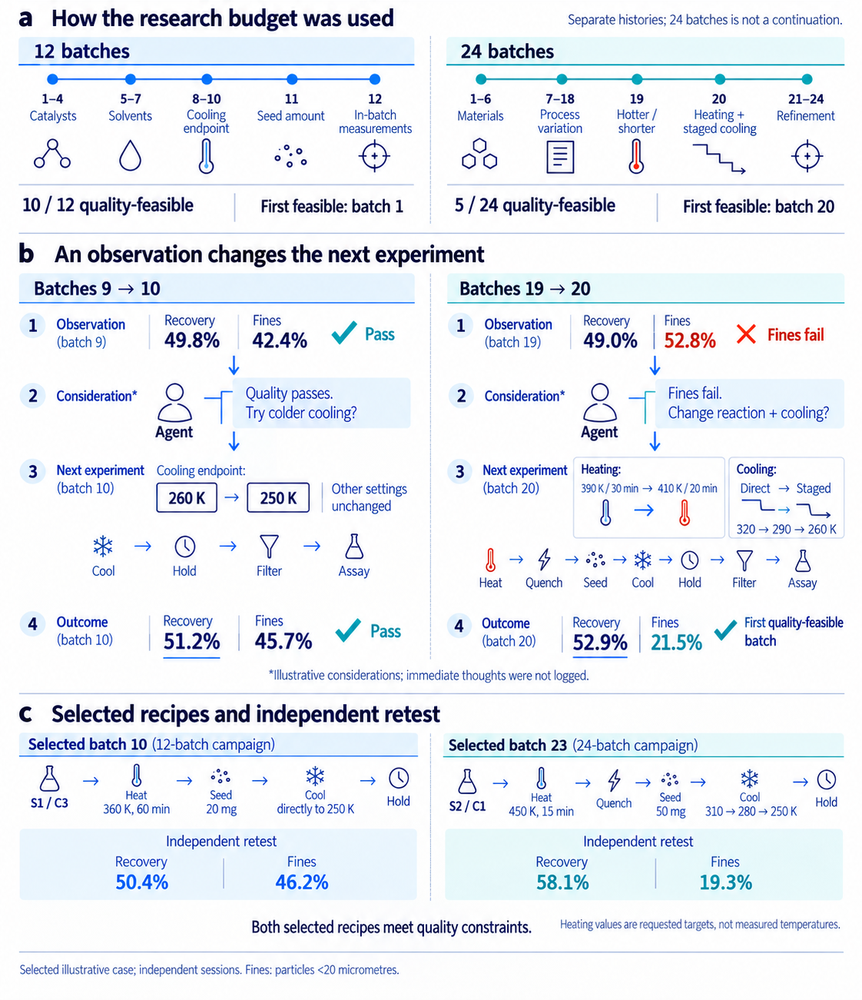 a How the research budget was used
Separate histories; 24 batches is not a continuation.
12 batches
1–4
Catalysts
5–7
Solvents
8–10
Cooling
endpoint
11
Seed amount
12
In-batch
measurements
10 / 12 quality-feasible
First feasible: batch 1
24 batches
1–6
Materials
7–18
Process
variation
19
Hotter /
shorter
20
Heating +
staged cooling
21–24
Refinement
5 / 24 quality-feasible
First feasible: batch 20
b An observation changes the next experiment
Batches 9 → 10
1 Observation
(batch 9)
Recovery
49.8%
Fines
42.4%
Pass
2 Consideration*
Agent
Quality passes.
Try colder cooling?
3 Next experiment
(batch 10)
Cooling endpoint:
260 K → 250 K
Other settings
unchanged
Cool → Hold → Filter → Assay
4 Outcome
(batch 10)
Recovery
51.2%
Fines
45.7%
Pass
Batches 19 → 20
1 Observation
(batch 19)
Recovery
49.0%
Fines
52.8%
Fines fail
2 Consideration*
Agent
Fines fail.
Change reaction + cooling?
3 Next experiment
(batch 20)
Heating:
390 K / 30 min → 410 K / 20 min
Cooling:
Direct → Staged
320 → 290 → 260 K
Heat → Quench → Seed → Cool → Hold → Filter → Assay
4 Outcome
(batch 20)
Recovery
52.9%
Fines
21.5%
First quality-feasible
batch
*Illustrative considerations; immediate thoughts were not logged.
c Selected recipes and independent retest
Selected batch 10 (12-batch campaign)
S1 / C3
Heat
360 K, 60 min
Seed
20 mg
Cool
directly to 250 K
Hold
Independent retest
Recovery
50.4%
Fines
46.2%
Selected batch 23 (24-batch campaign)
S2 / C1
Heat
450 K, 15 min
Quench
Seed
50 mg
Cool
310 → 280 → 250 K
Hold
Independent retest
Recovery
58.1%
Fines
19.3%
Both selected recipes meet quality constraints.
Heating values are requested targets, not measured temperatures.
Selected illustrative case; independent sessions. Fines: particles <20 micrometres.